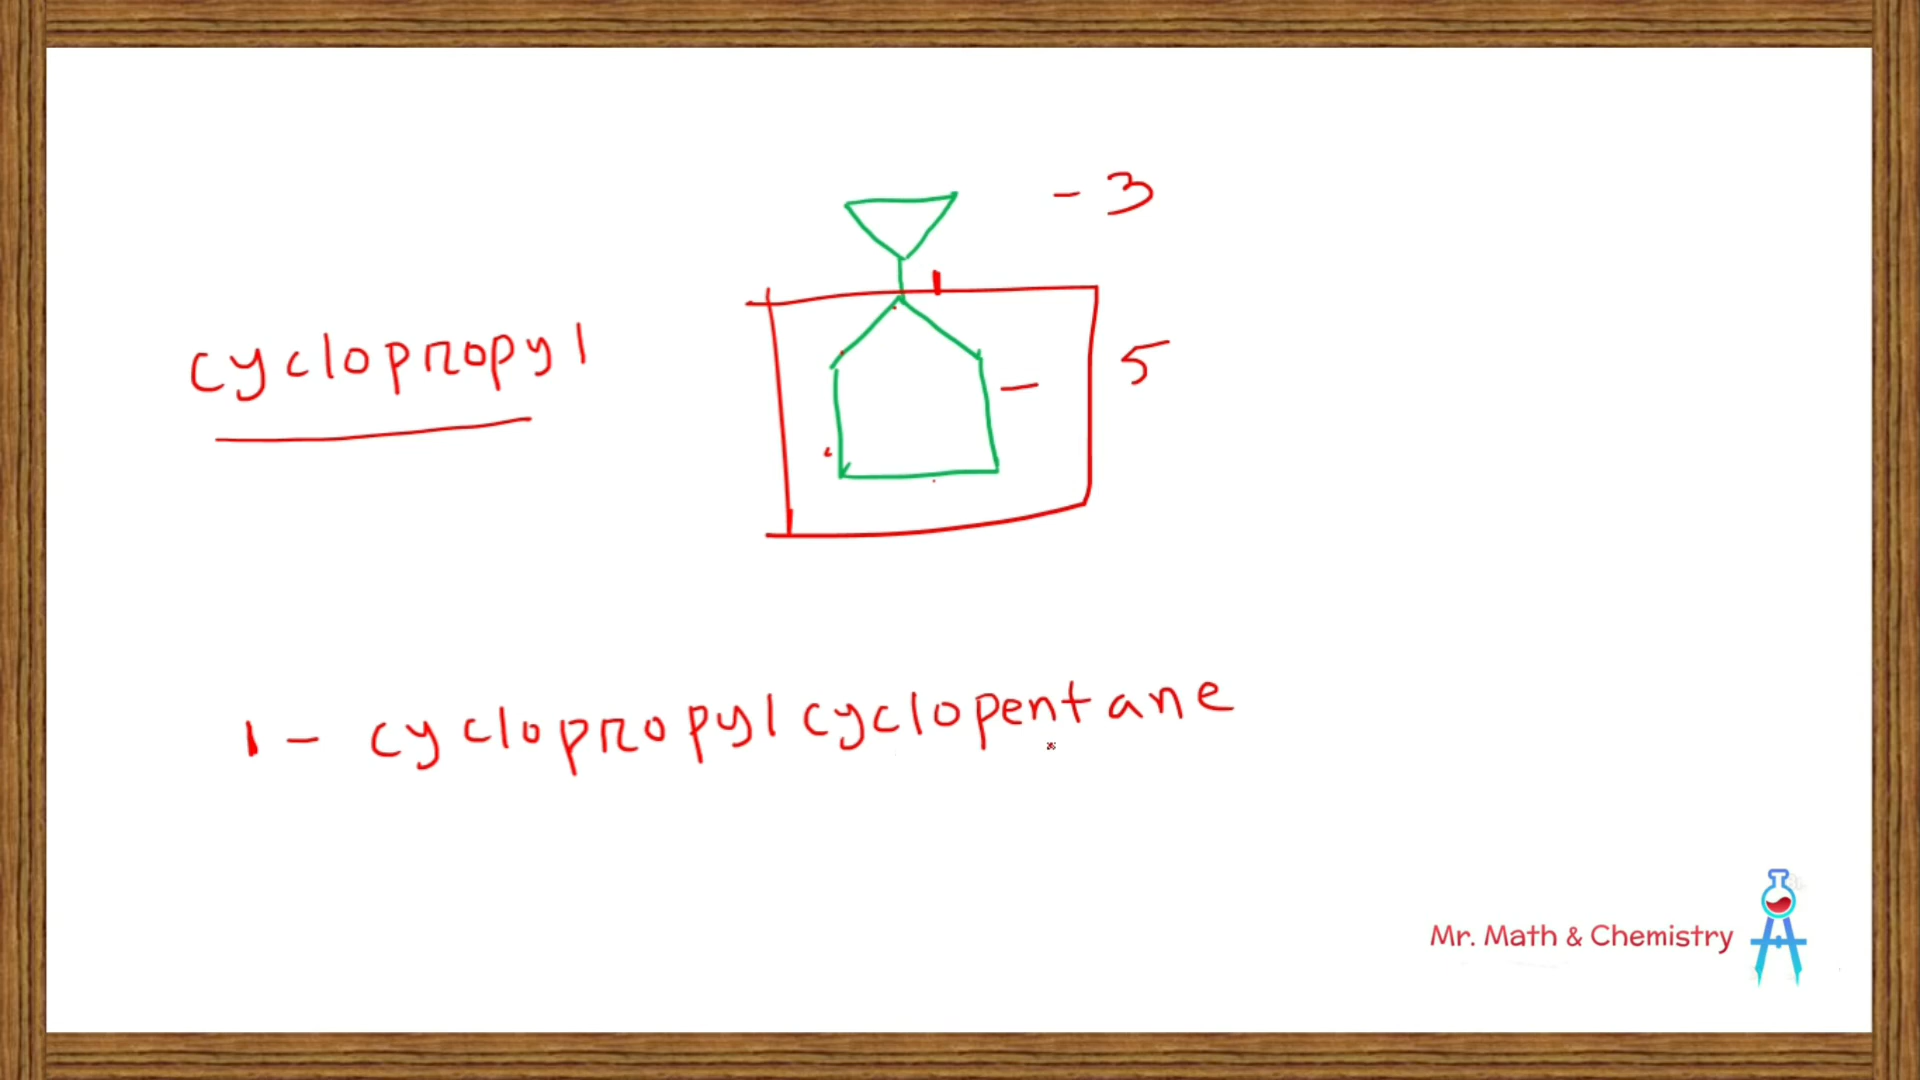 - 3
1
cyclopropyl
- 5
1 - cyclopropylcyclopentane
Mr. Math & Chemistry